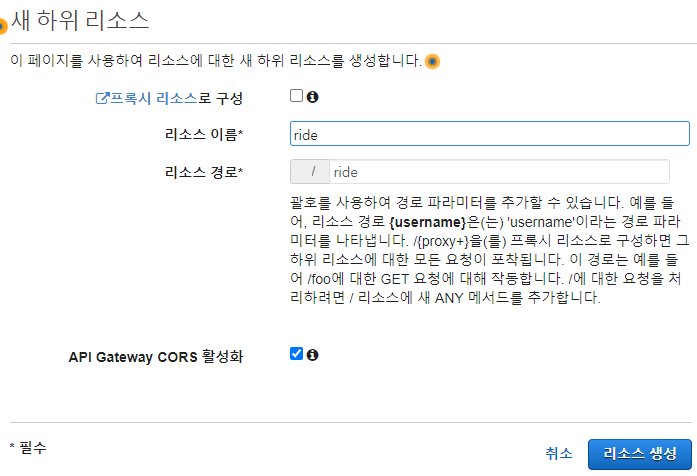 새 하위 리소스
이 페이지를 사용하여 리소스에 대한 새 하위 리소스를 생성합니다.
프록시 리소스로 구성
리소스 이름*
ride
리소스 경로*
/ ride
괄호를 사용하여 경로 파라미터를 추가할 수 있습니다. 예를 들
어, 리소스 경로 {username}은(는) 'username'이라는 경로 파라
미터를 나타냅니다. /{proxy+}을(를) 프록시 리소스로 구성하면 그
하위 리소스에 대한 모든 요청이 포착됩니다. 이 경로는 예를 들
어 /foo에 대한 GET 요청에 대해 작동합니다. /에 대한 요청을 처
리하려면 / 리소스에 새 ANY 메서드를 추가합니다.
API Gateway CORS 활성화
* 필수
취소
리소스 생성